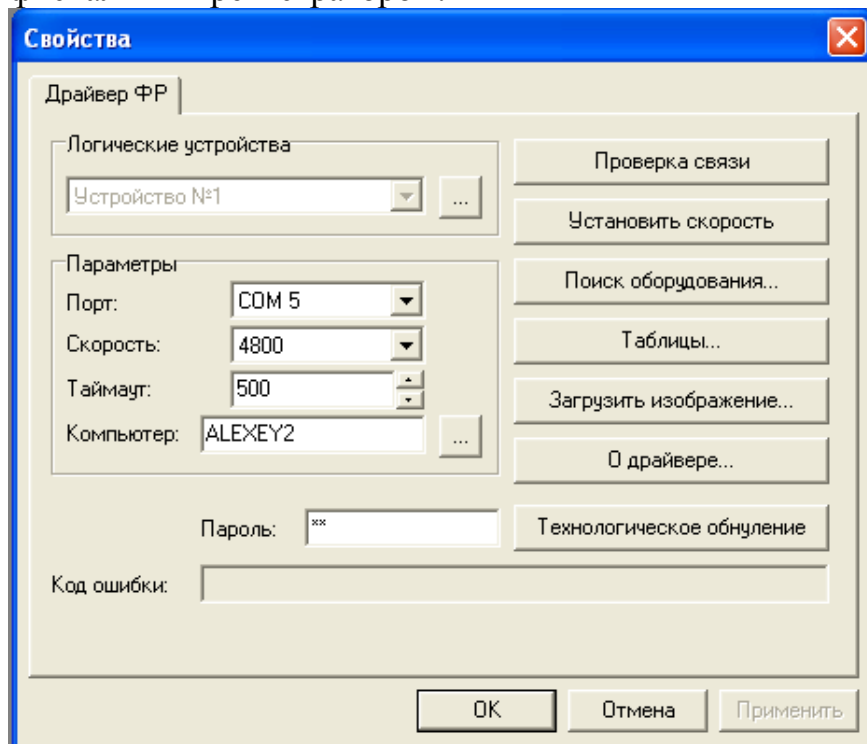 Свойства
Драйвер ФР
Логические устройства
Устройство №1
...
Параметры
Порт: COM 5
Скорость: 4800
Таймаут: 500
Компьютер: ALEXEY2
...
Проверка связи
Установить скорость
Поиск оборудования...
Таблицы...
Загрузить изображение...
О драйвере...
Пароль: **
Технологическое обнуление
Код ошибки:
OK
Отмена
Применить